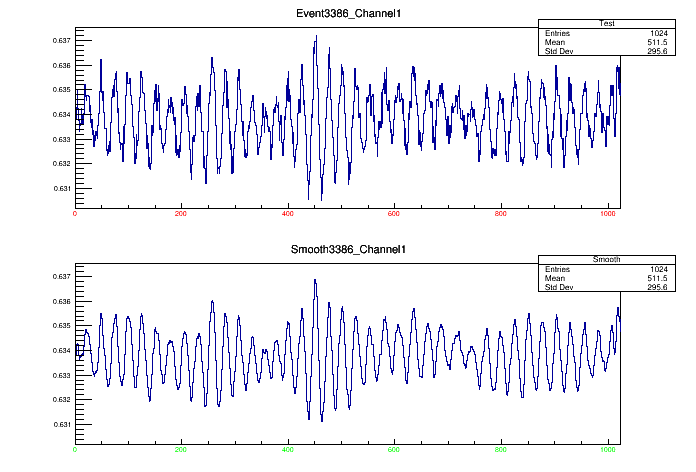 Event3386_Channel1
Test
Entries 1024
Mean 511.5
Std Dev 295.6
0.637
0.636
0.635
0.634
0.633
0.632
0.631
0 200 400 600 800 1000
Smooth3386_Channel1
Smooth
Entries 1024
Mean 511.5
Std Dev 295.6
0.637
0.636
0.635
0.634
0.633
0.632
0.631
0 200 400 600 800 1000